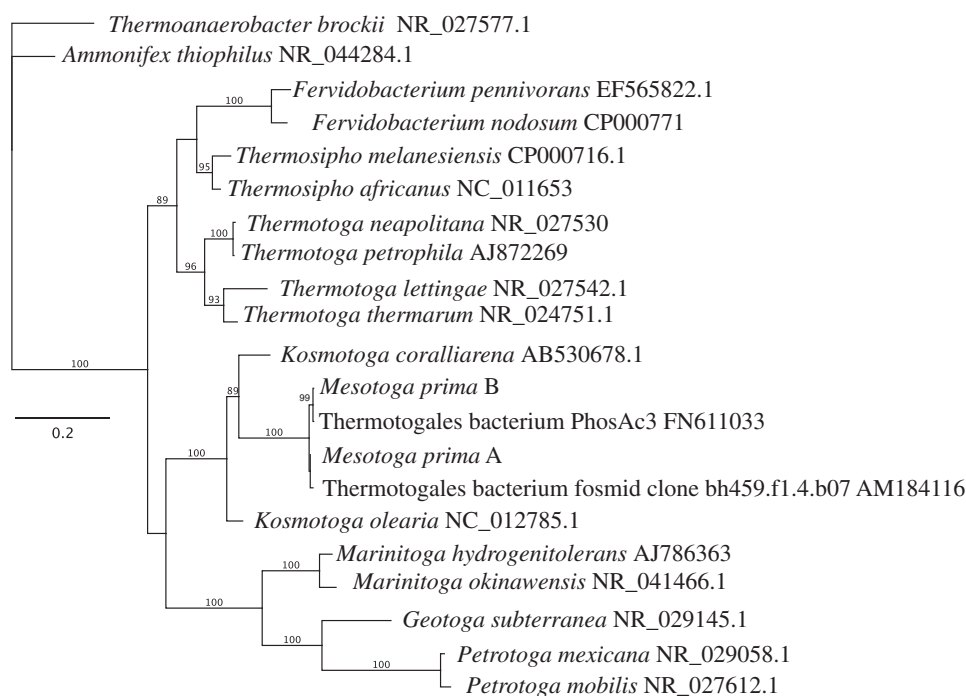 Thermoanaerobacter brockii NR_027577.1
Ammonifex thiophilus NR_044284.1
Fervidobacterium pennivorans EF565822.1
100
Fervidobacterium nodosum CP000771
Thermosipho melanesiensis CP000716.1
95
Thermosipho africanus NC_011653
89
Thermotoga neapolitana NR_027530
100
Thermotoga petrophila AJ872269
96
Thermotoga lettingae NR_027542.1
93
Thermotoga thermarum NR_024751.1
Kosmotoga coralliarena AB530678.1
100
Mesotoga prima B
89
99
Thermotogales bacterium PhosAc3 FN611033
0.2
100
Mesotoga prima A
100
Thermotogales bacterium fosmid clone bh459.f1.4.b07 AM184116
Kosmotoga olearia NC_012785.1
Marinitoga hydrogenitolerans AJ786363
100
Marinitoga okinawensis NR_041466.1
100
Geotoga subterranea NR_029145.1
100
Petrotoga mexicana NR_029058.1
100
Petrotoga mobilis NR_027612.1